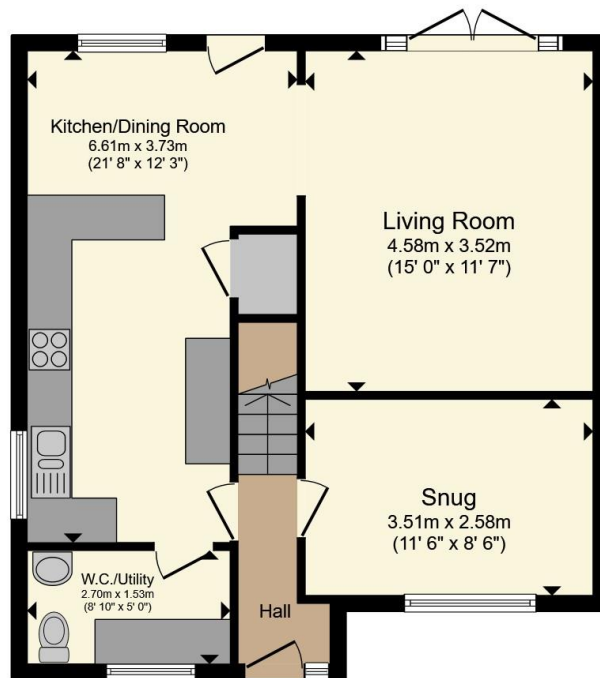 Kitchen/Dining Room
6.61m x 3.73m
(21' 8" x 12' 3")
Living Room
4.58m x 3.52m
(15' 0" x 11' 7")
Snug
3.51m x 2.58m
(11' 6" x 8' 6")
W.C./Utility
2.70m x 1.53m
(8' 10" x 5' 0")
Hall